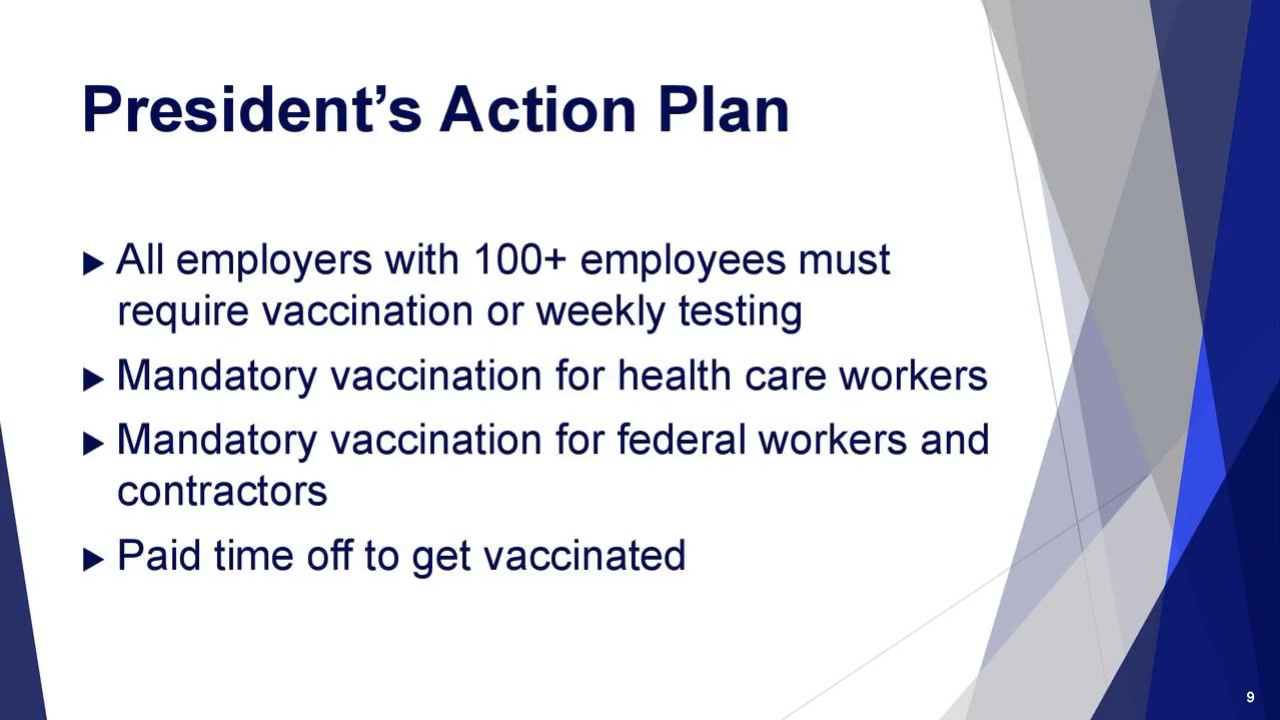 President’s Action Plan
▶ All employers with 100+ employees must
require vaccination or weekly testing
▶ Mandatory vaccination for health care workers
▶ Mandatory vaccination for federal workers and
contractors
▶ Paid time off to get vaccinated
9